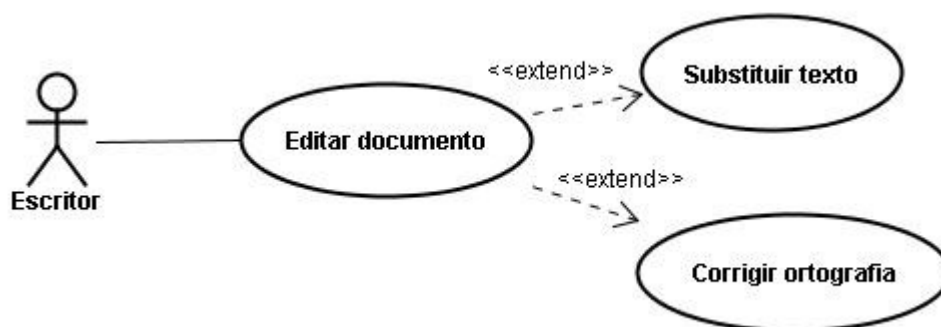 <<extend>>
Substituir texto
Editar documento
<<extend>>
Escritor
Corrigir ortografia